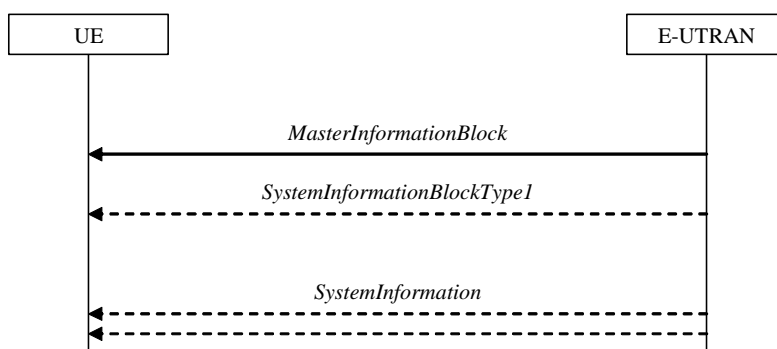 UE
E-UTRAN
MasterInformationBlock
SystemInformationBlockType1
SystemInformation